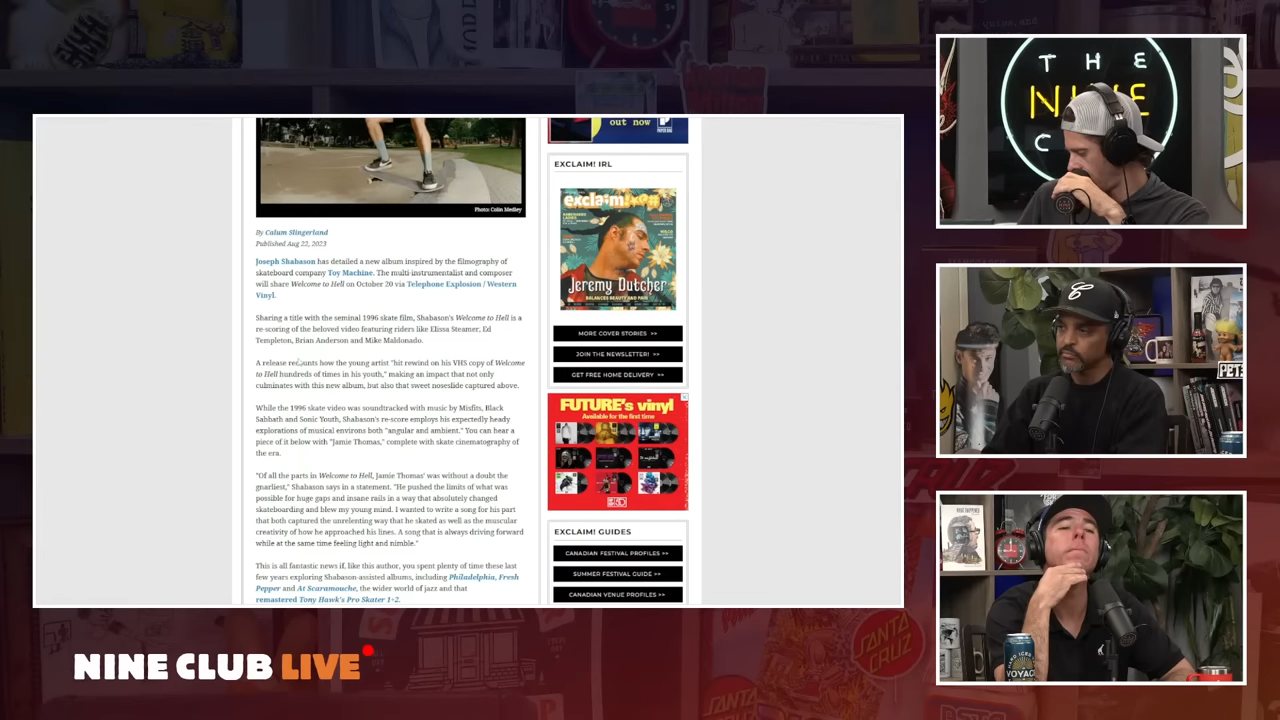 out now
Photo: Colin Medley
By Calum Slingerland
Published Aug 22, 2023
Joseph Shabason has detailed a new album inspired by the filmography of
skateboard company Toy Machine. The multi-instrumentalist and composer
will share Welcome to Hell on October 20 via Telephone Explosion / Western
Vinyl.
Sharing a title with the seminal 1996 skate film, Shabason's Welcome to Hell is a
re-scoring of the beloved video featuring riders like Elissa Steamer, Ed
Templeton, Brian Anderson and Mike Maldonado.
A release recounts how the young artist "hit rewind on his VHS copy of Welcome
to Hell hundreds of times in his youth," making an impact that not only
culminates with this new album, but also that sweet noseslide captured above.
While the 1996 skate video was soundtracked with music by Misfits, Black
Sabbath and Sonic Youth, Shabason's re-score employs his expectedly heady
explorations of musical environs both "angular and ambient." You can hear a
piece of it below with "Jamie Thomas," complete with skate cinematography of
the era.
"Of all the parts in Welcome to Hell, Jamie Thomas' was without a doubt the
gnarliest," Shabason says in a statement. "He pushed the limits of what was
possible for huge gaps and insane rails in a way that absolutely changed
skateboarding and blew my young mind. I wanted to write a song for his part
that both captured the unrelenting way that he skated as well as the muscular
creativity of how he approached his lines. A song that is always driving forward
while at the same time feeling light and nimble."
This is all fantastic news if, like this author, you spent plenty of time these last
few years exploring Shabason-assisted albums, including Philadelphia, Fresh
Pepper and At Scaramouche, the wider world of jazz and that
remastered Tony Hawk's Pro Skater 1+2.
EXCLAIM! IRL
exclaim!
Jeremy Dutcher
BALANCES BEAUTY AND PAIN
MORE COVER STORIES >>
JOIN THE NEWSLETTER! >>
GET FREE HOME DELIVERY >>
FUTURE's vinyl
Available for the first time
EXCLAIM! GUIDES
CANADIAN FESTIVAL PROFILES >>
SUMMER FESTIVAL GUIDE >>
CANADIAN VENUE PROFILES >>
THE
NINE
C
PETE
VOYAG
NINE CLUB LIVE
SANTA
CRUZ
SANTA